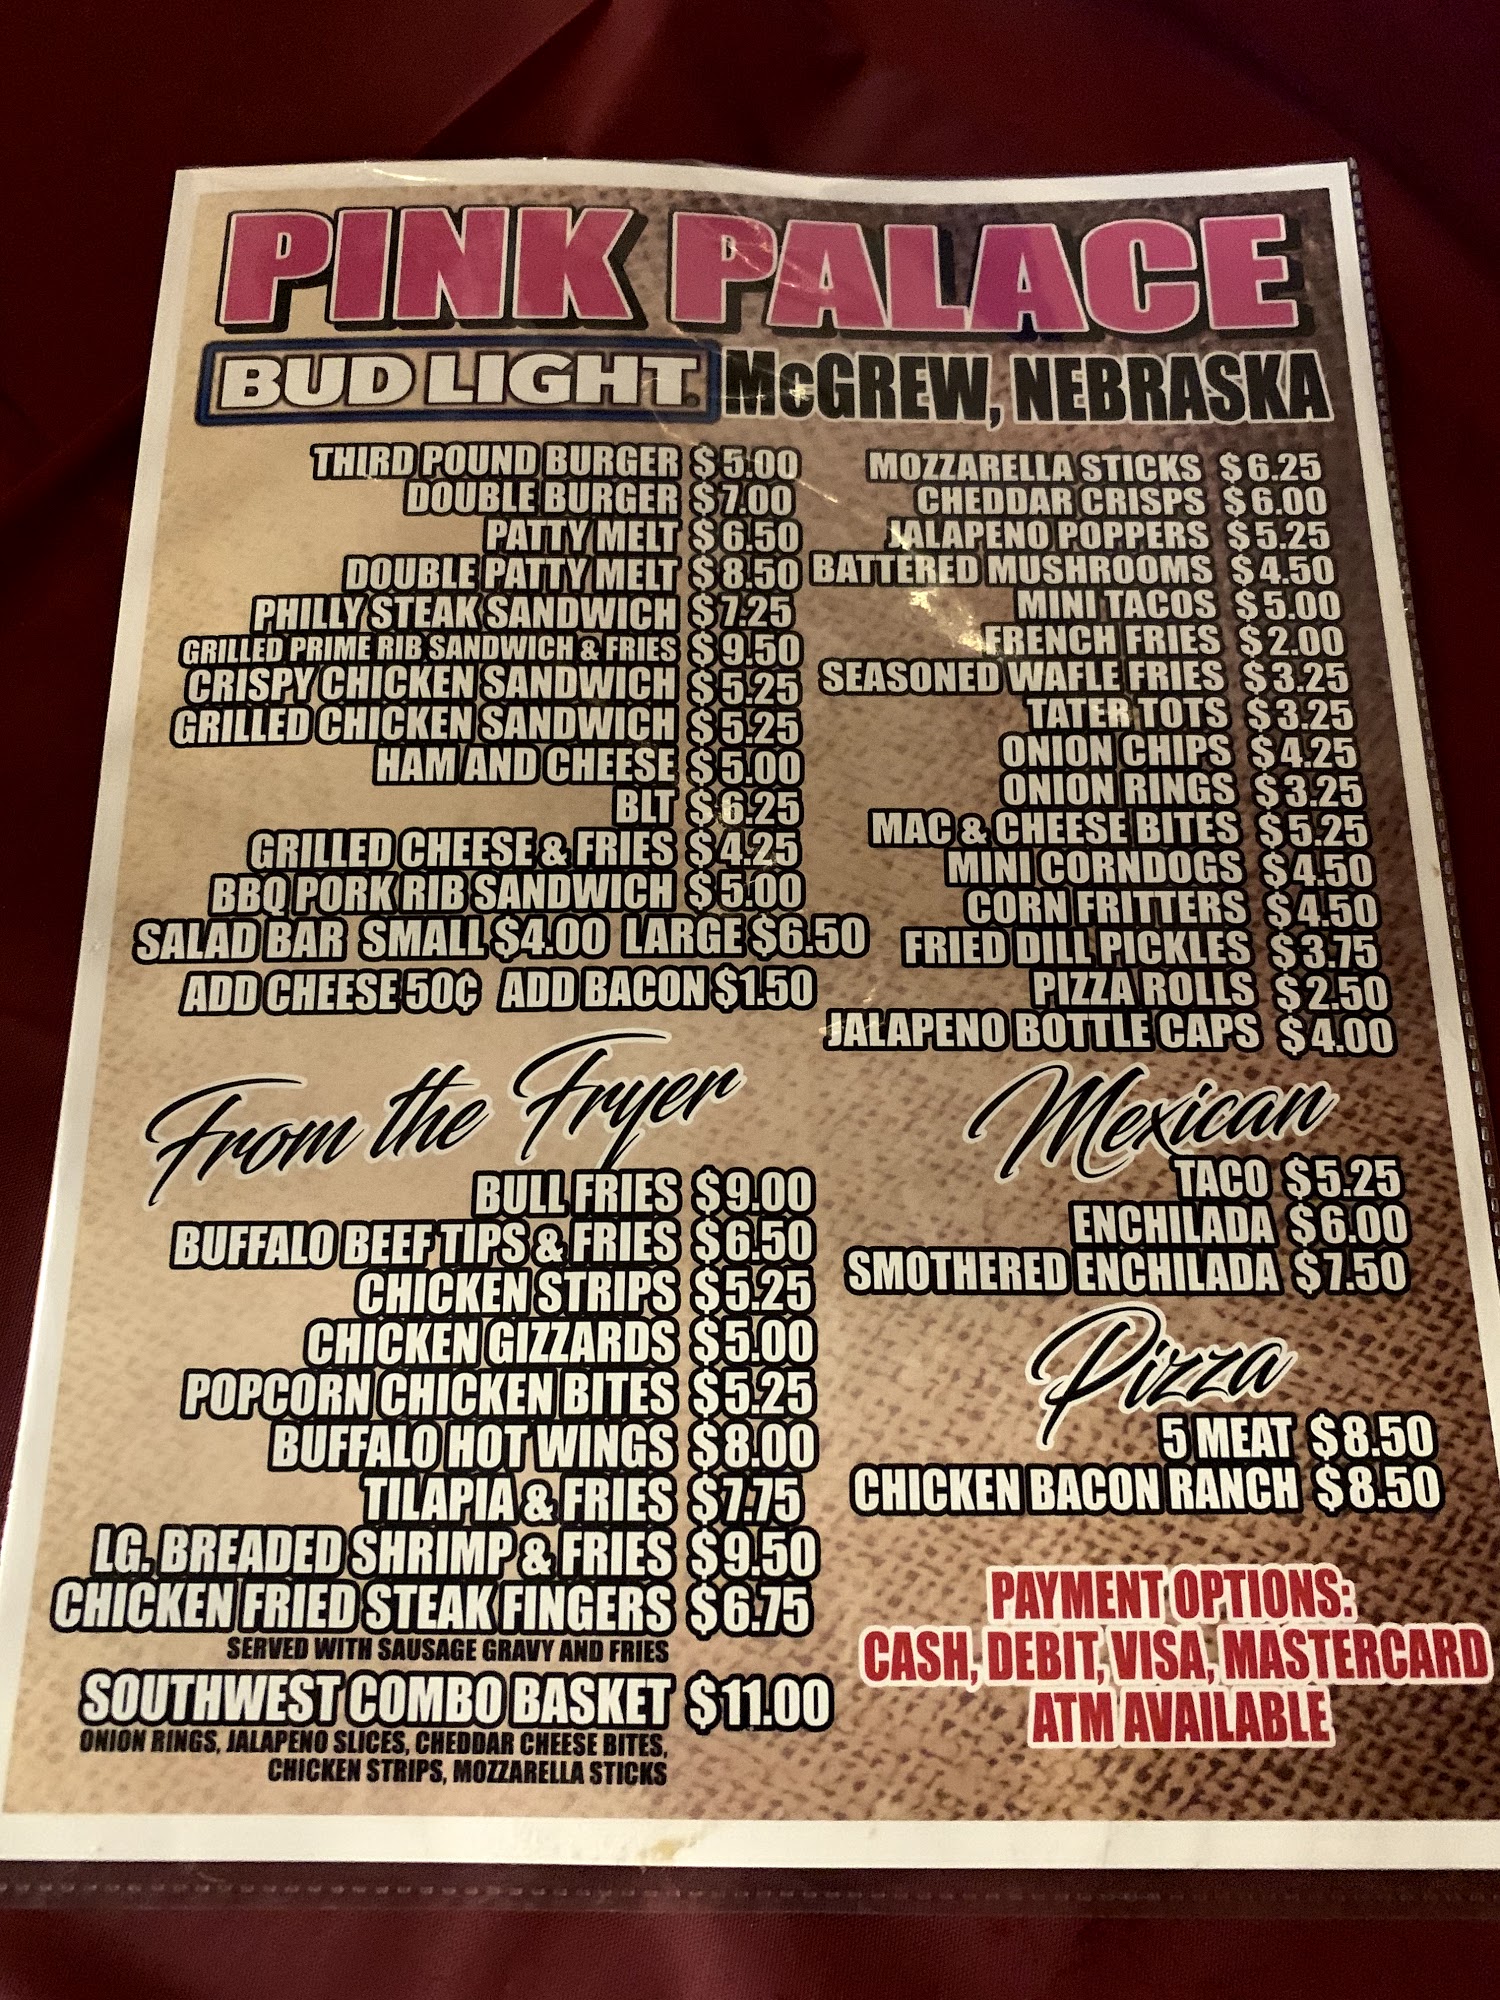 PINK PALACE
BUD LIGHT. McGREW, NEBRASKA
THIRD POUND BURGER $5.00
DOUBLE BURGER $7.00
PATTY MELT $6.50
DOUBLE PATTY MELT $8.50
PHILLY STEAK SANDWICH $7.25
GRILLED PRIME RIB SANDWICH & FRIES $9.50
CRISPY CHICKEN SANDWICH $5.25
GRILLED CHICKEN SANDWICH $5.25
HAM AND CHEESE $5.00
BLT $6.25
GRILLED CHEESE & FRIES $4.25
BBQ PORK RIB SANDWICH $5.00
SALAD BAR SMALL $4.00 LARGE $6.50
ADD CHEESE 50¢ ADD BACON $1.50
MOZZARELLA STICKS $6.25
CHEDDAR CRISPS $6.00
JALAPENO POPPERS $5.25
BATTERED MUSHROOMS $4.50
MINI TACOS $5.00
FRENCH FRIES $2.00
SEASONED WAFLE FRIES $3.25
TATER TOTS $3.25
ONION CHIPS $4.25
ONION RINGS $3.25
MAC & CHEESE BITES $5.25
MINI CORNDOGS $4.50
CORN FRITTERS $4.50
FRIED DILL PICKLES $3.75
PIZZA ROLLS $2.50
JALAPENO BOTTLE CAPS $4.00
From the Fryer
BULL FRIES $9.00
BUFFALO BEEF TIPS & FRIES $6.50
CHICKEN STRIPS $5.25
CHICKEN GIZZARDS $5.00
POPCORN CHICKEN BITES $5.25
BUFFALO HOT WINGS $8.00
TILAPIA & FRIES $7.75
LG. BREADED SHRIMP & FRIES $9.50
CHICKEN FRIED STEAK FINGERS $6.75
SERVED WITH SAUSAGE GRAVY AND FRIES
SOUTHWEST COMBO BASKET $11.00
ONION RINGS, JALAPENO SLICES, CHEDDAR CHEESE BITES,
CHICKEN STRIPS, MOZZARELLA STICKS
Mexican
TACO $5.25
ENCHILADA $6.00
SMOTHERED ENCHILADA $7.50
Pizza
5 MEAT $8.50
CHICKEN BACON RANCH $8.50
PAYMENT OPTIONS:
CASH, DEBIT, VISA, MASTERCARD
ATM AVAILABLE